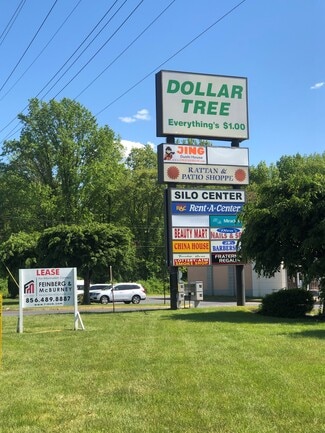 DOLLAR
TREE
Everything's $1.00
JING
RATTAN &
PATIO SHOPPE
SILO CENTER
Rent-A-Center
BEAUTY MART
NAILS &
CHINA HOUSE
BARBERS
LEASE
FEINBERG &
McBURNEY
856.489.8887